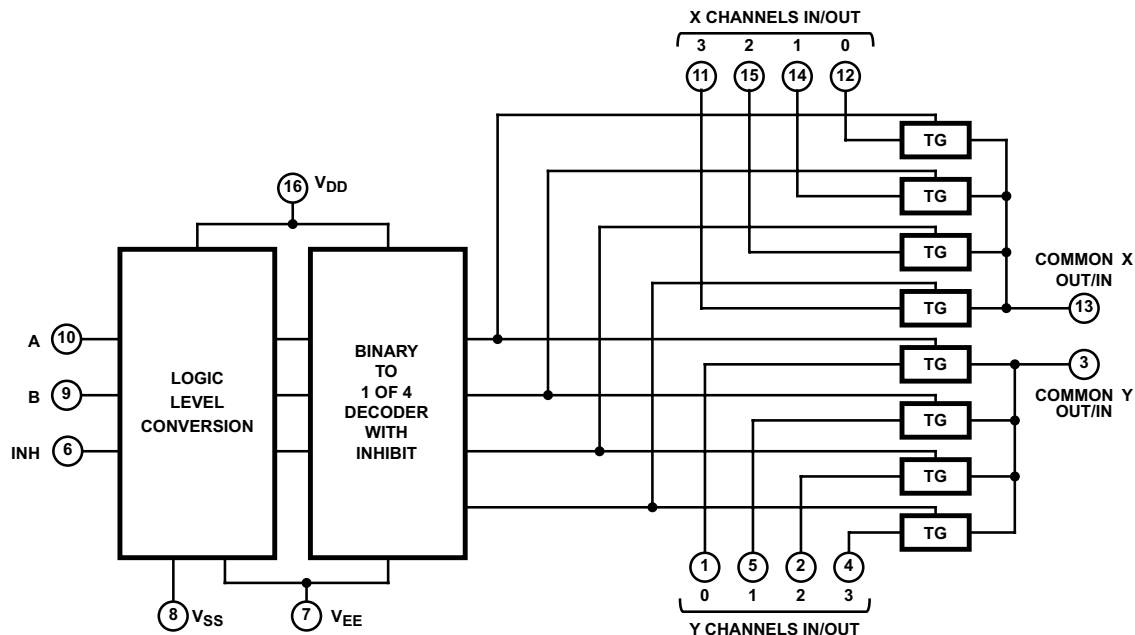 X CHANNELS IN/OUT
3 2 1 0
11 15 14 12
TG
16 VDD
TG
TG
COMMON X
OUT/IN
TG
13
A 10
B 9
INH 6
LOGIC
LEVEL
CONVERSION
BINARY
TO
1 OF 4
DECODER
WITH
INHIBIT
TG
3
COMMON Y
OUT/IN
TG
TG
TG
1 5 2 4
0 1 2 3
8 VSS
7 VEE
Y CHANNELS IN/OUT